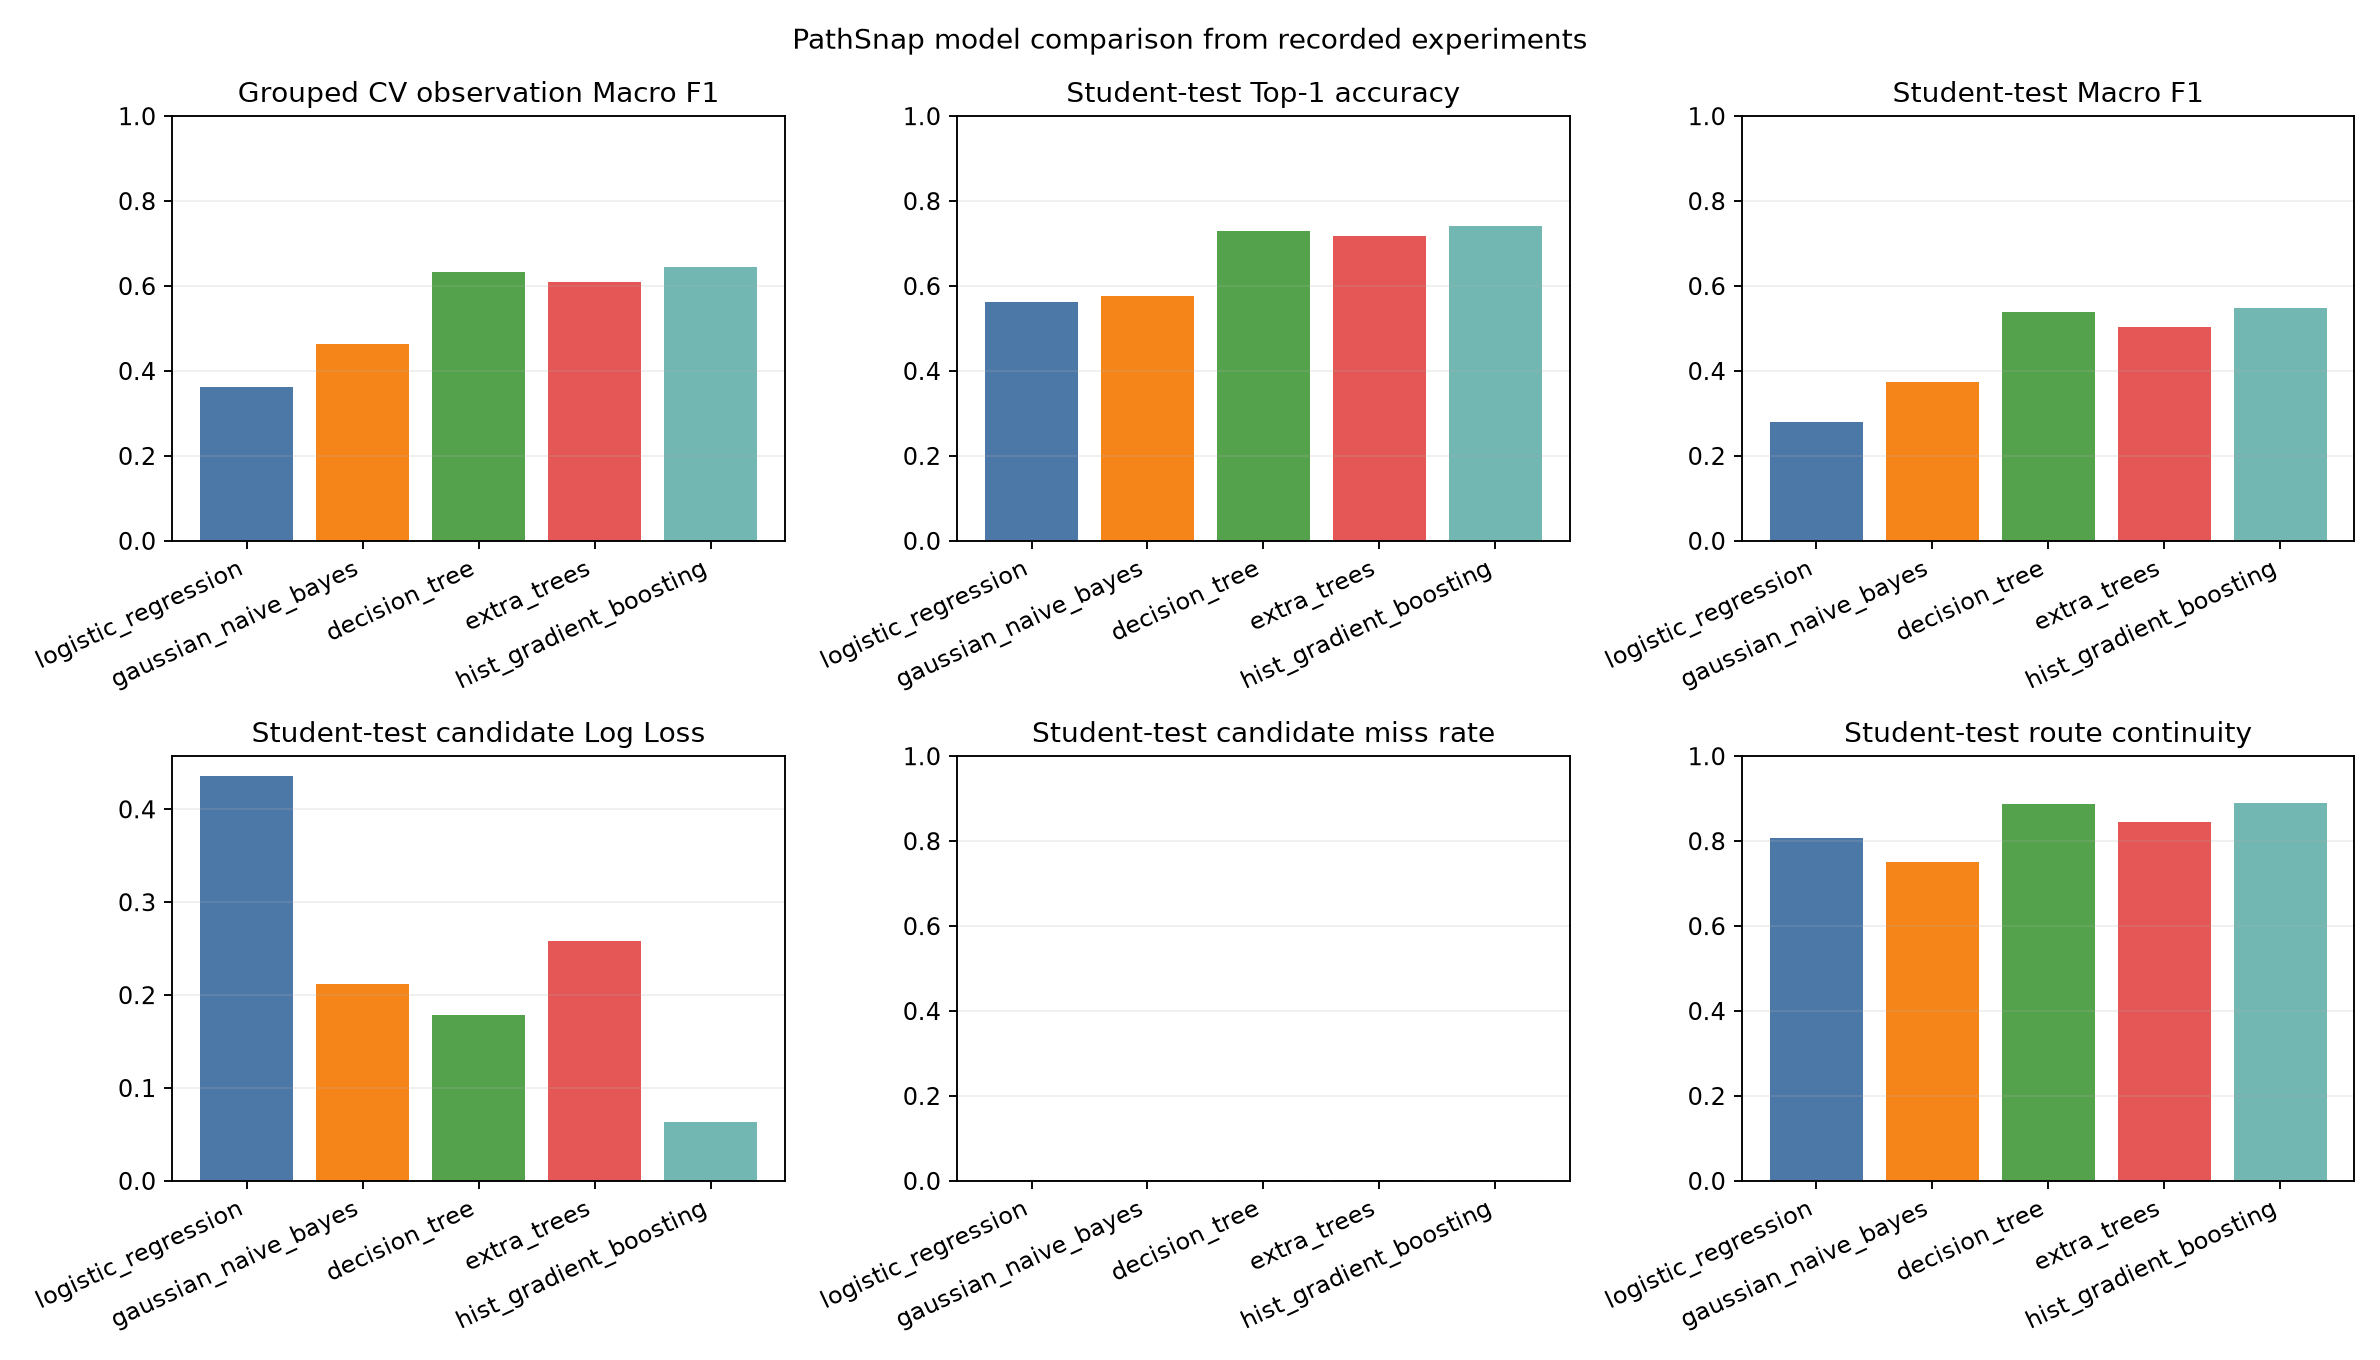 PathSnap model comparison from recorded experiments
Grouped CV observation Macro F1
1.0
0.8
0.6
0.4
0.2
0.0
logistic_regression
gaussian_naive_bayes
decision_tree
extra_trees
hist_gradient_boosting
Student-test Top-1 accuracy
1.0
0.8
0.6
0.4
0.2
0.0
logistic_regression
gaussian_naive_bayes
decision_tree
extra_trees
hist_gradient_boosting
Student-test Macro F1
1.0
0.8
0.6
0.4
0.2
0.0
logistic_regression
gaussian_naive_bayes
decision_tree
extra_trees
hist_gradient_boosting
Student-test candidate Log Loss
0.4
0.3
0.2
0.1
0.0
logistic_regression
gaussian_naive_bayes
decision_tree
extra_trees
hist_gradient_boosting
Student-test candidate miss rate
1.0
0.8
0.6
0.4
0.2
0.0
logistic_regression
gaussian_naive_bayes
decision_tree
extra_trees
hist_gradient_boosting
Student-test route continuity
1.0
0.8
0.6
0.4
0.2
0.0
logistic_regression
gaussian_naive_bayes
decision_tree
extra_trees
hist_gradient_boosting